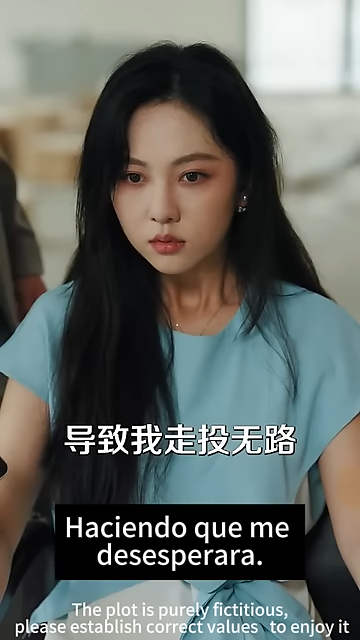 导致我走投无路
Haciendo que me
desesperara.
The plot is purely fictitious,
please establish correct values to enjoy it